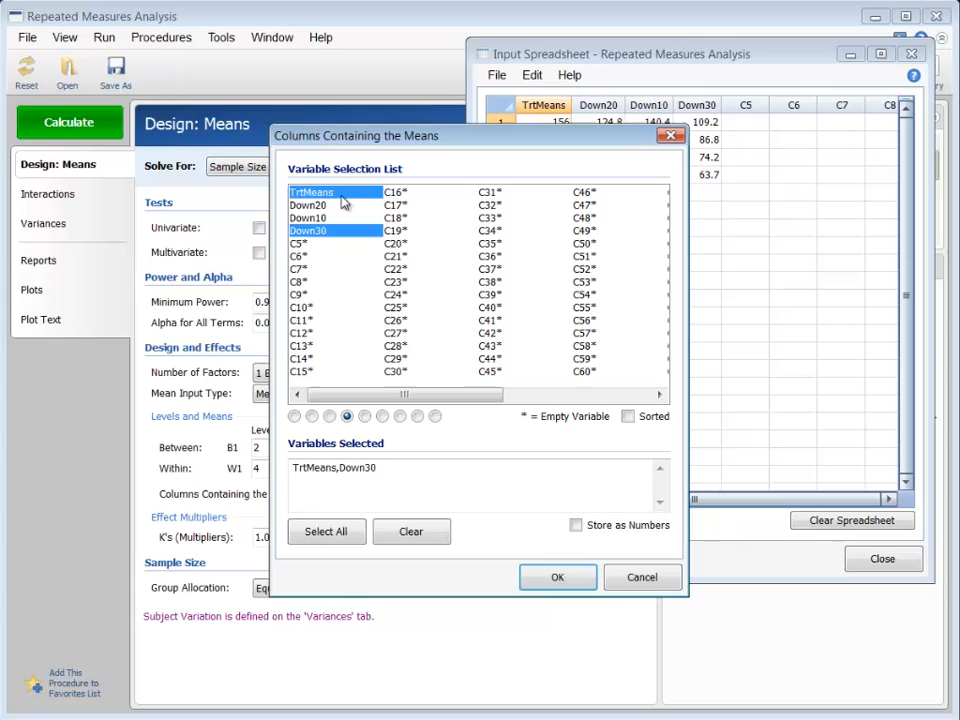 Repeated Measures Analysis
File View Run Procedures Tools Window Help
Reset Open Save As
Calculate
Design: Means
Interactions
Variances
Reports
Plots
Plot Text
Add This
Procedure to
Favorites List
Design: Means
Solve For: Sample Size
Tests
Univariate:
Multivariate:
Power and Alpha
Minimum Power: 0.9
Alpha for All Terms: 0.0
Design and Effects
Number of Factors: 1
Mean Input Type: Me
Levels and Means
Between: B1 2
Within: W1 4
Columns Containing the
Effect Multipliers
K's (Multipliers): 1.0
Sample Size
Group Allocation:
Subject Variation is defined on the 'Variances' tab.
Input Spreadsheet - Repeated Measures Analysis
File Edit Help
TrtMeans Down20 Down10 Down30 C5 C6 C7 C8
1 156 124.8 140.4 109.2
86.8
74.2
63.7
Clear Spreadsheet
Close
Columns Containing the Means
Variable Selection List
TrtMeans C16* C31* C46*
Down20 C17* C32* C47*
Down10 C18* C33* C48*
Down30 C19* C34* C49*
C5* C20* C35* C50*
C6* C21* C36* C51*
C7* C22* C37* C52*
C8* C23* C38* C53*
C9* C24* C39* C54*
C10* C25* C40* C55*
C11* C26* C41* C56*
C12* C27* C42* C57*
C13* C28* C43* C58*
C14* C29* C44* C59*
C15* C30* C45* C60*
* = Empty Variable Sorted
Variables Selected
TrtMeans,Down30
Select All Clear Store as Numbers
OK Cancel